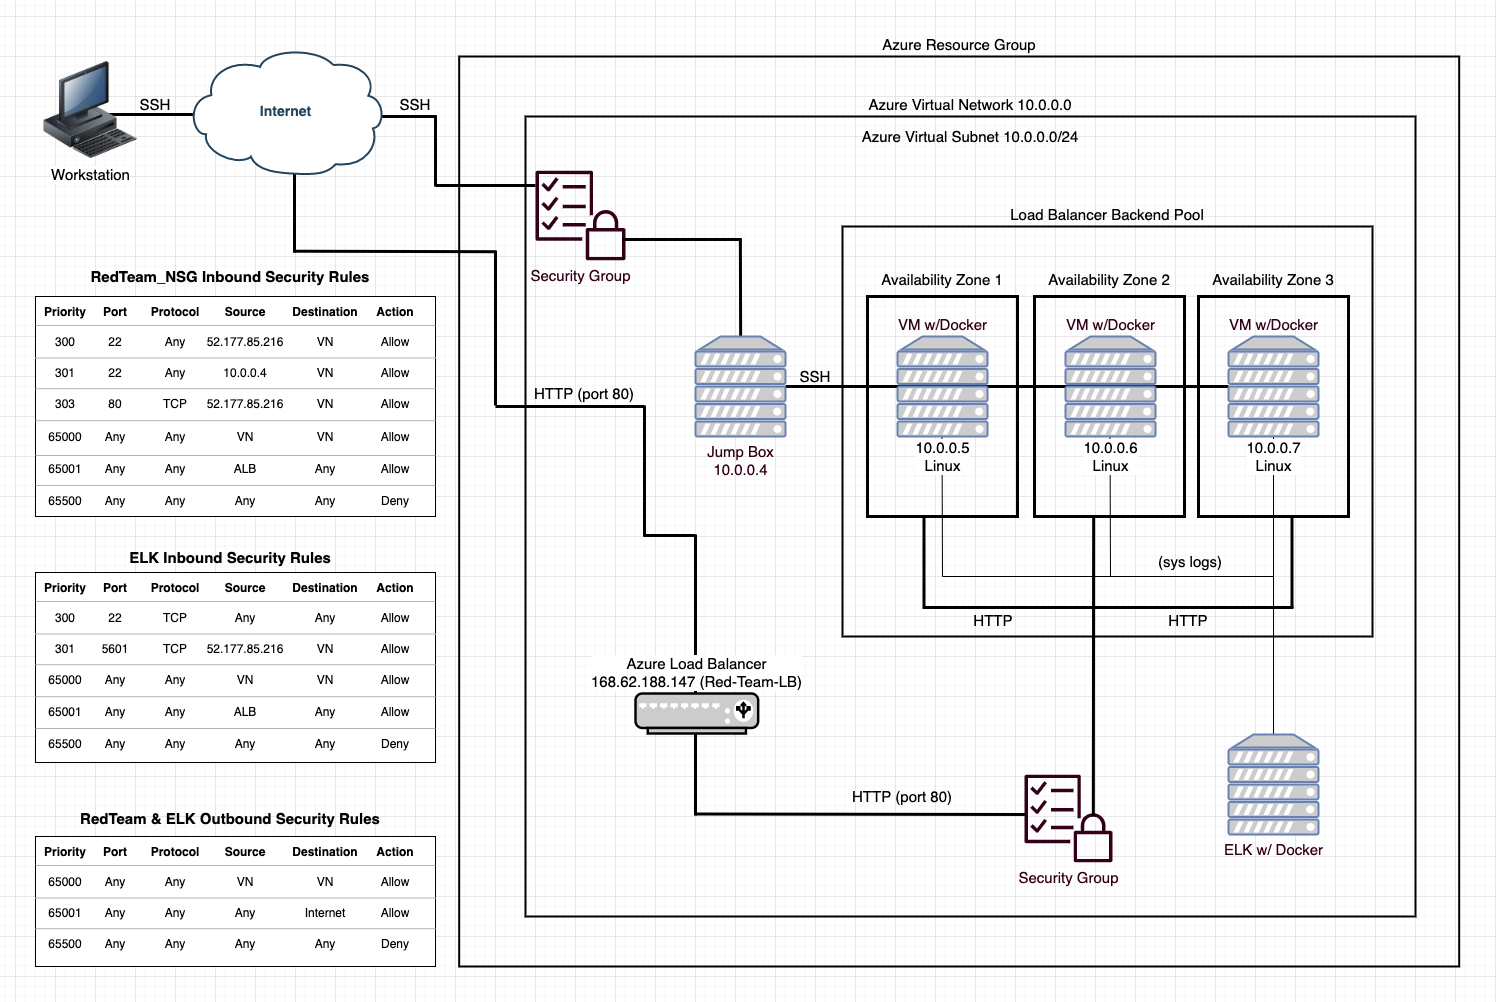 Azure Resource Group
SSH
Internet
SSH
Workstation
Azure Virtual Network 10.0.0.0
Azure Virtual Subnet 10.0.0.0/24
Security Group
Load Balancer Backend Pool
Availability Zone 1
Availability Zone 2
Availability Zone 3
VM w/Docker
VM w/Docker
VM w/Docker
SSH
HTTP (port 80)
Jump Box
10.0.0.4
10.0.0.5
Linux
10.0.0.6
Linux
10.0.0.7
Linux
(sys logs)
HTTP
HTTP
Azure Load Balancer
168.62.188.147 (Red-Team-LB)
HTTP (port 80)
Security Group
ELK w/ Docker
RedTeam_NSG Inbound Security Rules
Priority Port Protocol Source Destination Action
300 22 Any 52.177.85.216 VN Allow
301 22 Any 10.0.0.4 VN Allow
303 80 TCP 52.177.85.216 VN Allow
65000 Any Any VN VN Allow
65001 Any Any ALB Any Allow
65500 Any Any Any Any Deny
ELK Inbound Security Rules
Priority Port Protocol Source Destination Action
300 22 TCP Any Any Allow
301 5601 TCP 52.177.85.216 VN Allow
65000 Any Any VN VN Allow
65001 Any Any ALB Any Allow
65500 Any Any Any Any Deny
RedTeam & ELK Outbound Security Rules
Priority Port Protocol Source Destination Action
65000 Any Any VN VN Allow
65001 Any Any Any Internet Allow
65500 Any Any Any Any Deny